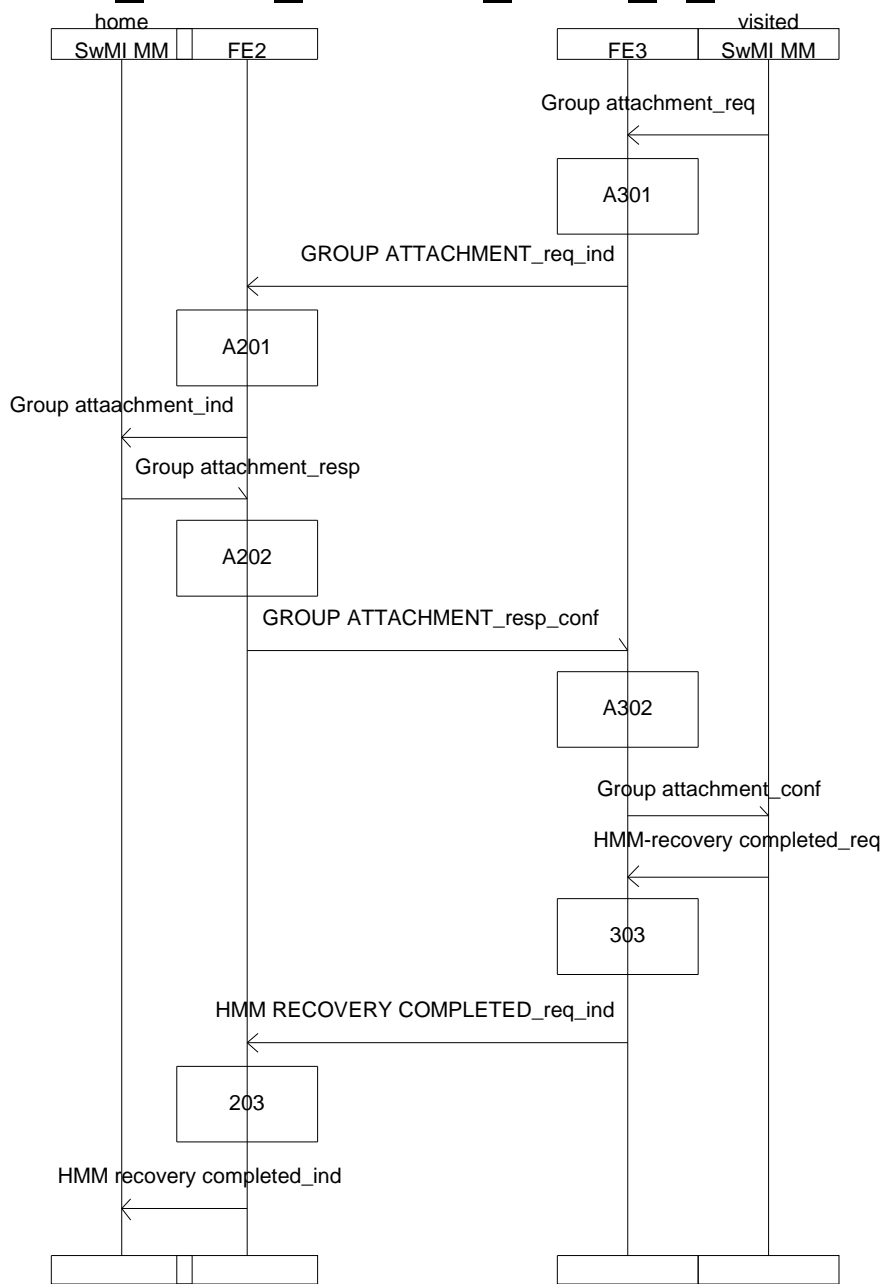 home
visited
SwMI MM
FE2
FE3
SwMI MM
Group attachment_req
A301
GROUP ATTACHMENT_req_ind
A201
Group attaachment_ind
Group attachment_resp
A202
GROUP ATTACHMENT_resp_conf
A302
Group attachment_conf
HMM-recovery completed_req
303
HMM RECOVERY COMPLETED_req_ind
203
HMM recovery completed_ind